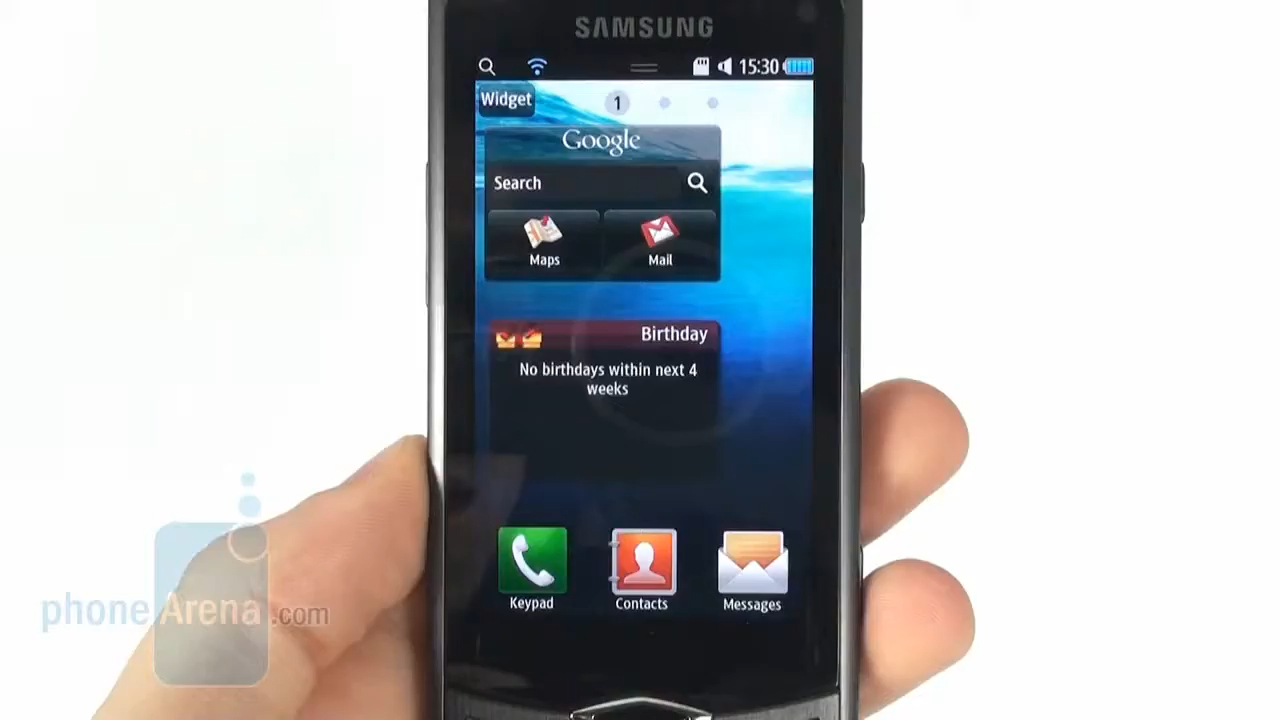 SAMSUNG
15:30
Widget
1
Google
Search
Maps
Mail
Birthday
No birthdays within next 4
weeks
Keypad
Contacts
Messages
phoneArena.com